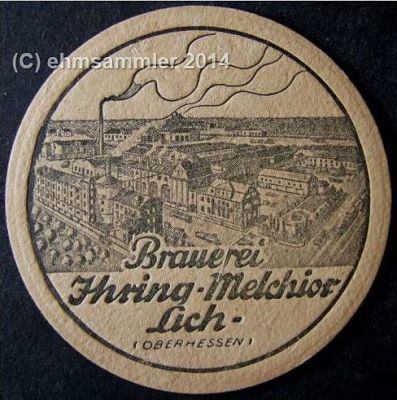 (C) ehmsammler 2014
Brauerei
Ihring-Melchior
Lich-
(OBERHESSEN)